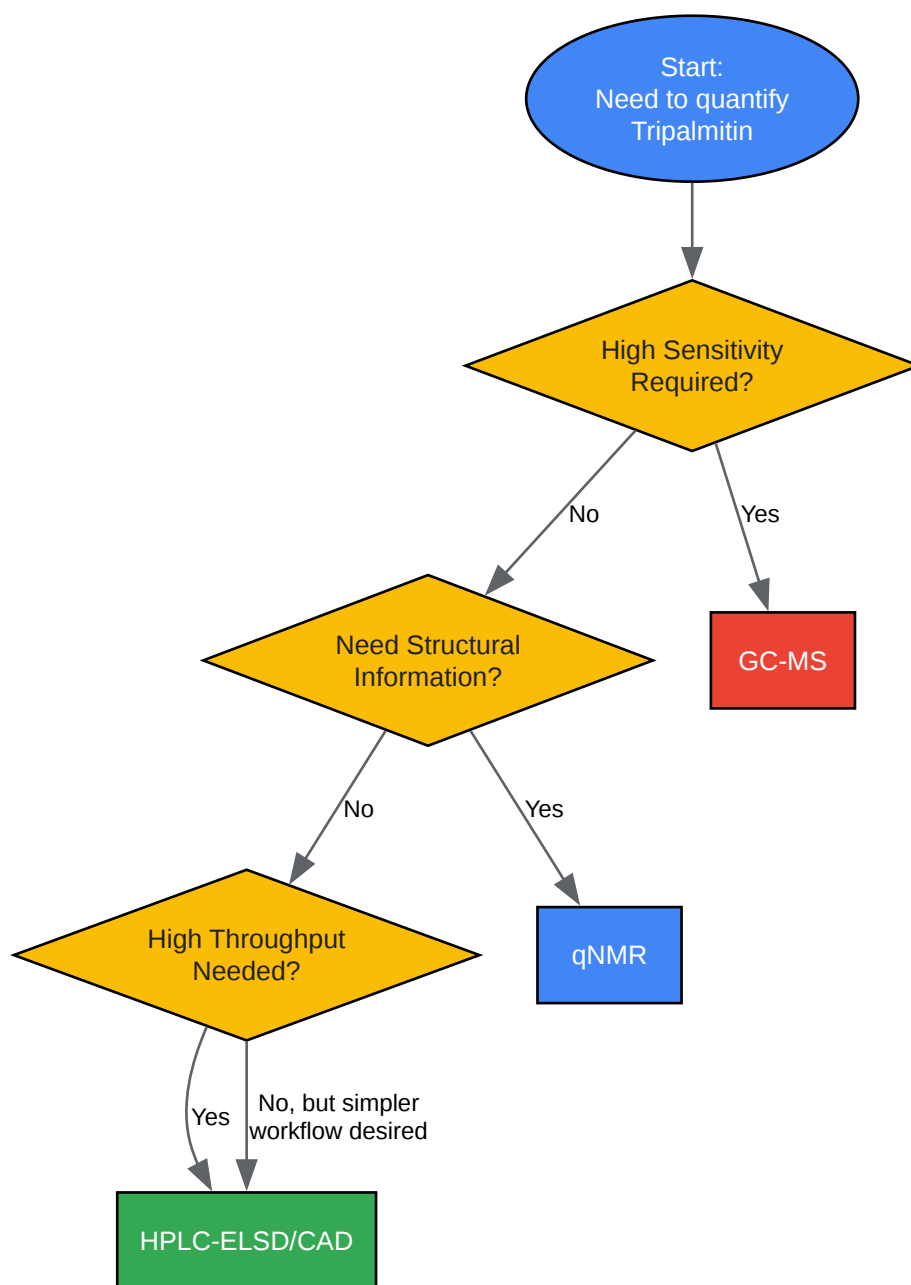 Start:
Need to quantify
Tripalmitin
High Sensitivity
Required?
No
Yes
Need Structural
Information?
GC-MS
No
Yes
High Throughput
Needed?
qNMR
Yes
No, but simpler
workflow desired
HPLC-ELSD/CAD